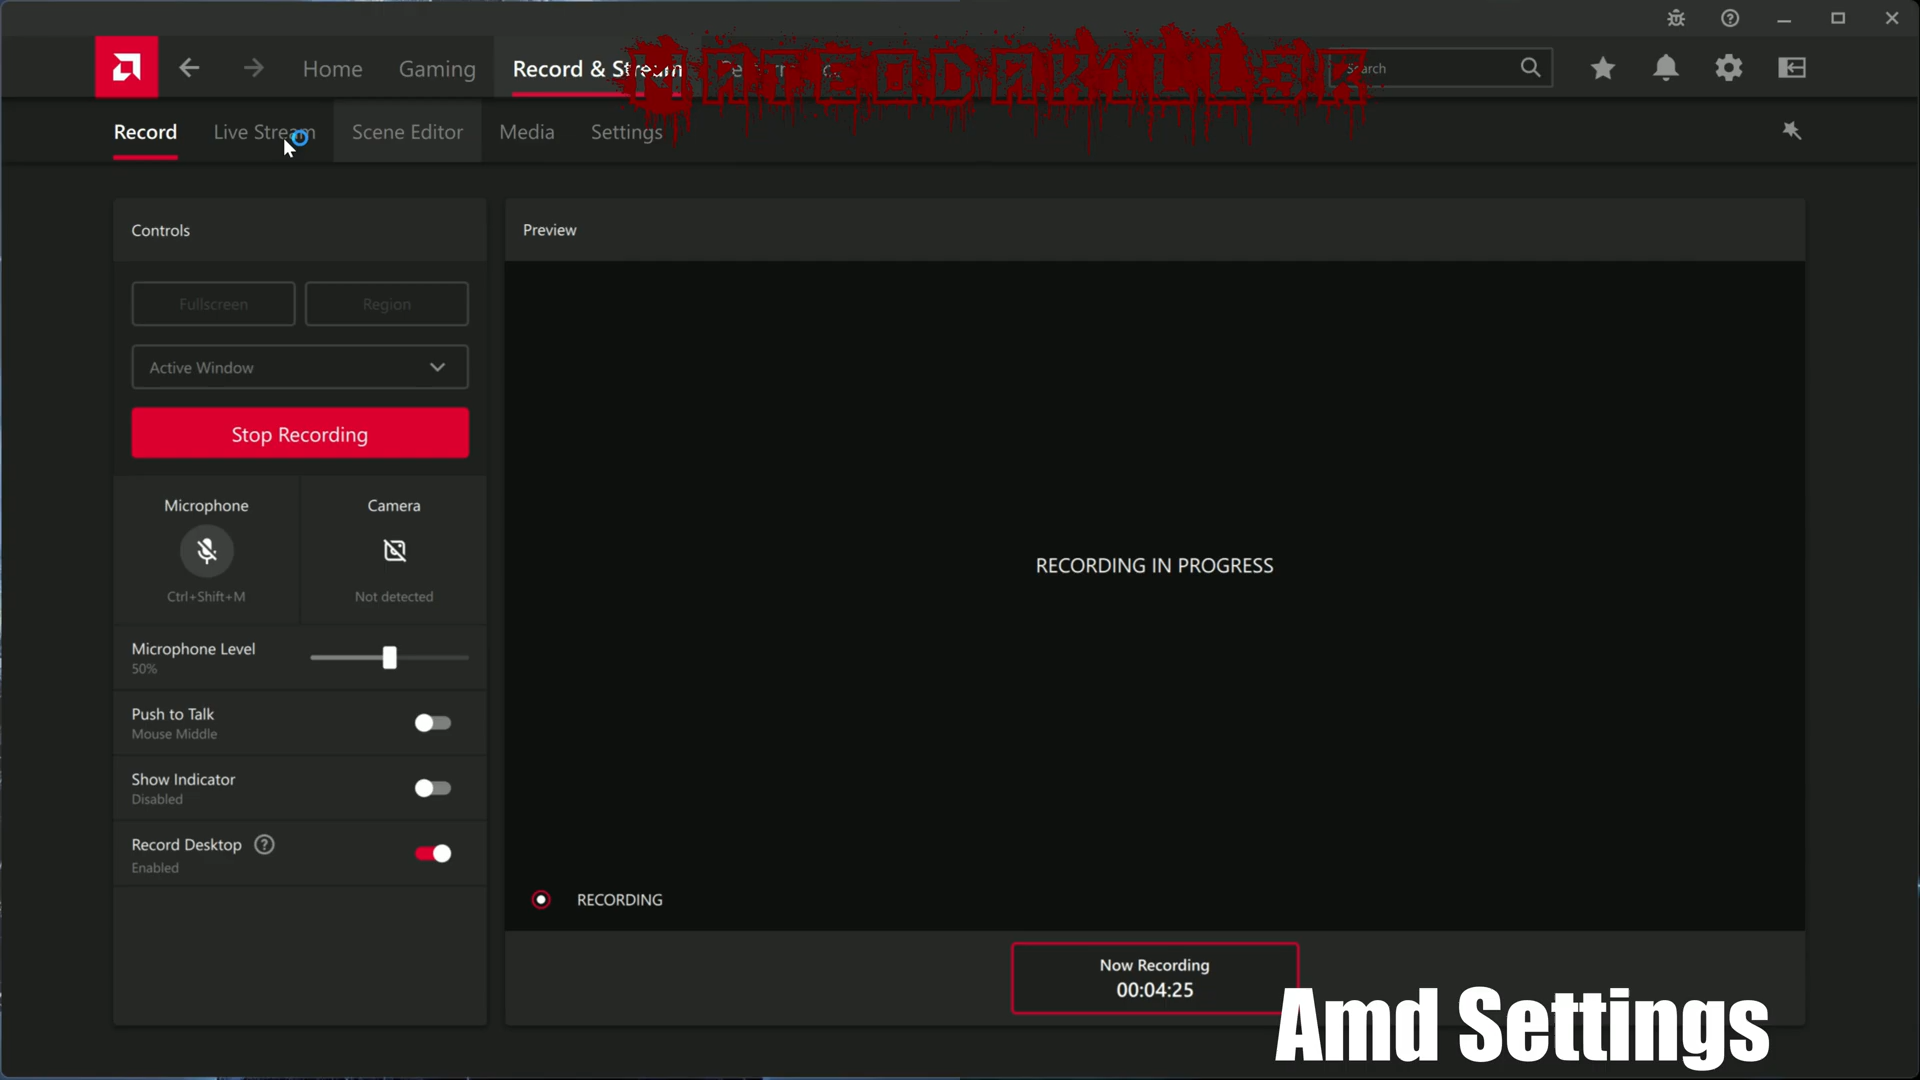 Home
Gaming
Record & Stream
MATEODAKILL3R
Search
Record
Live Stream
Scene Editor
Media
Settings
Controls
Fullscreen
Region
Active Window
Stop Recording
Microphone
Camera
Ctrl+Shift+M
Not detected
Microphone Level
50%
Push to Talk
Mouse Middle
Show Indicator
Disabled
Record Desktop
Enabled
Preview
RECORDING IN PROGRESS
RECORDING
Now Recording
00:04:25
Amd Settings